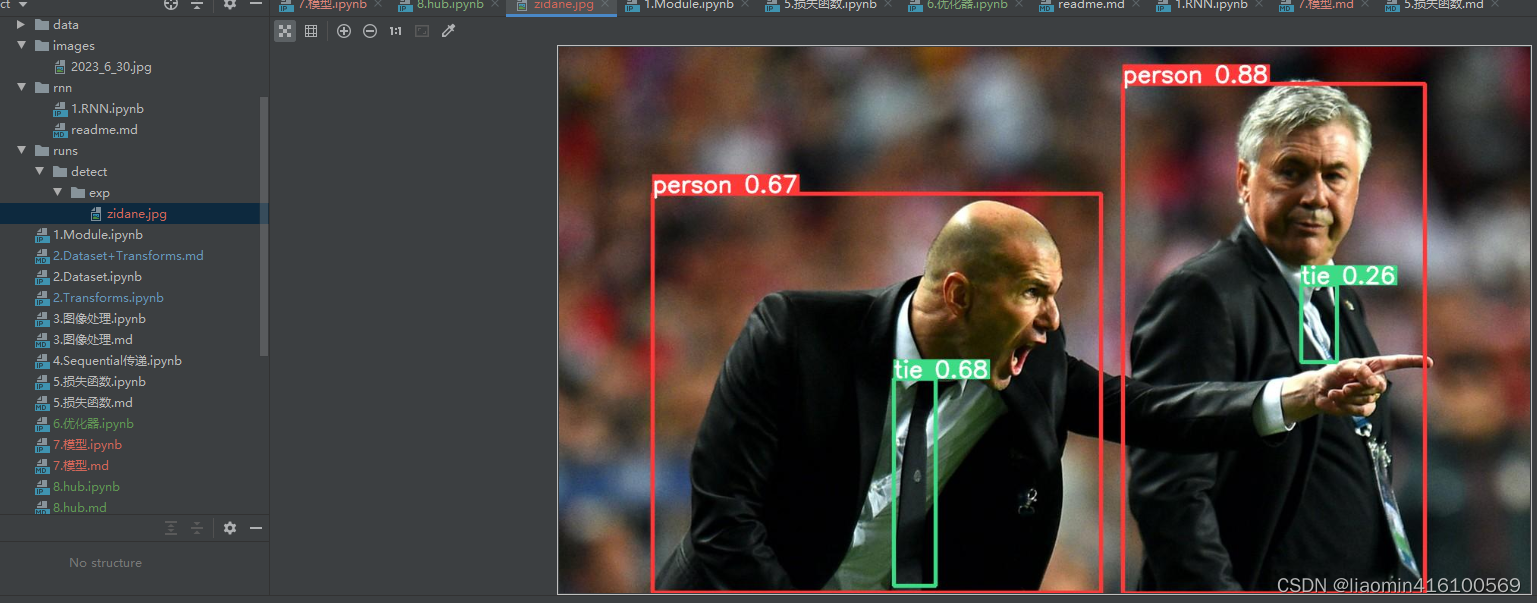 ct
7.模型.ipynb
8.hub.ipynb
zidane.jpg
1.Module.ipynb
5.损失函数.ipynb
6.优化器.ipynb
readme.md
1.RNN.ipynb
7.模型.md
5.损失函数.md
data
images
2023_6_30.jpg
rnn
1.RNN.ipynb
readme.md
runs
detect
exp
zidane.jpg
1.Module.ipynb
2.Dataset+Transforms.md
2.Dataset.ipynb
2.Transforms.ipynb
3.图像处理.ipynb
3.图像处理.md
4.Sequential传递.ipynb
5.损失函数.ipynb
5.损失函数.md
6.优化器.ipynb
7.模型.ipynb
7.模型.md
8.hub.ipynb
8.hub.md
No structure
1:1
person 0.88
person 0.67
tie 0.26
tie 0.68
CSDN @liaomin416100569